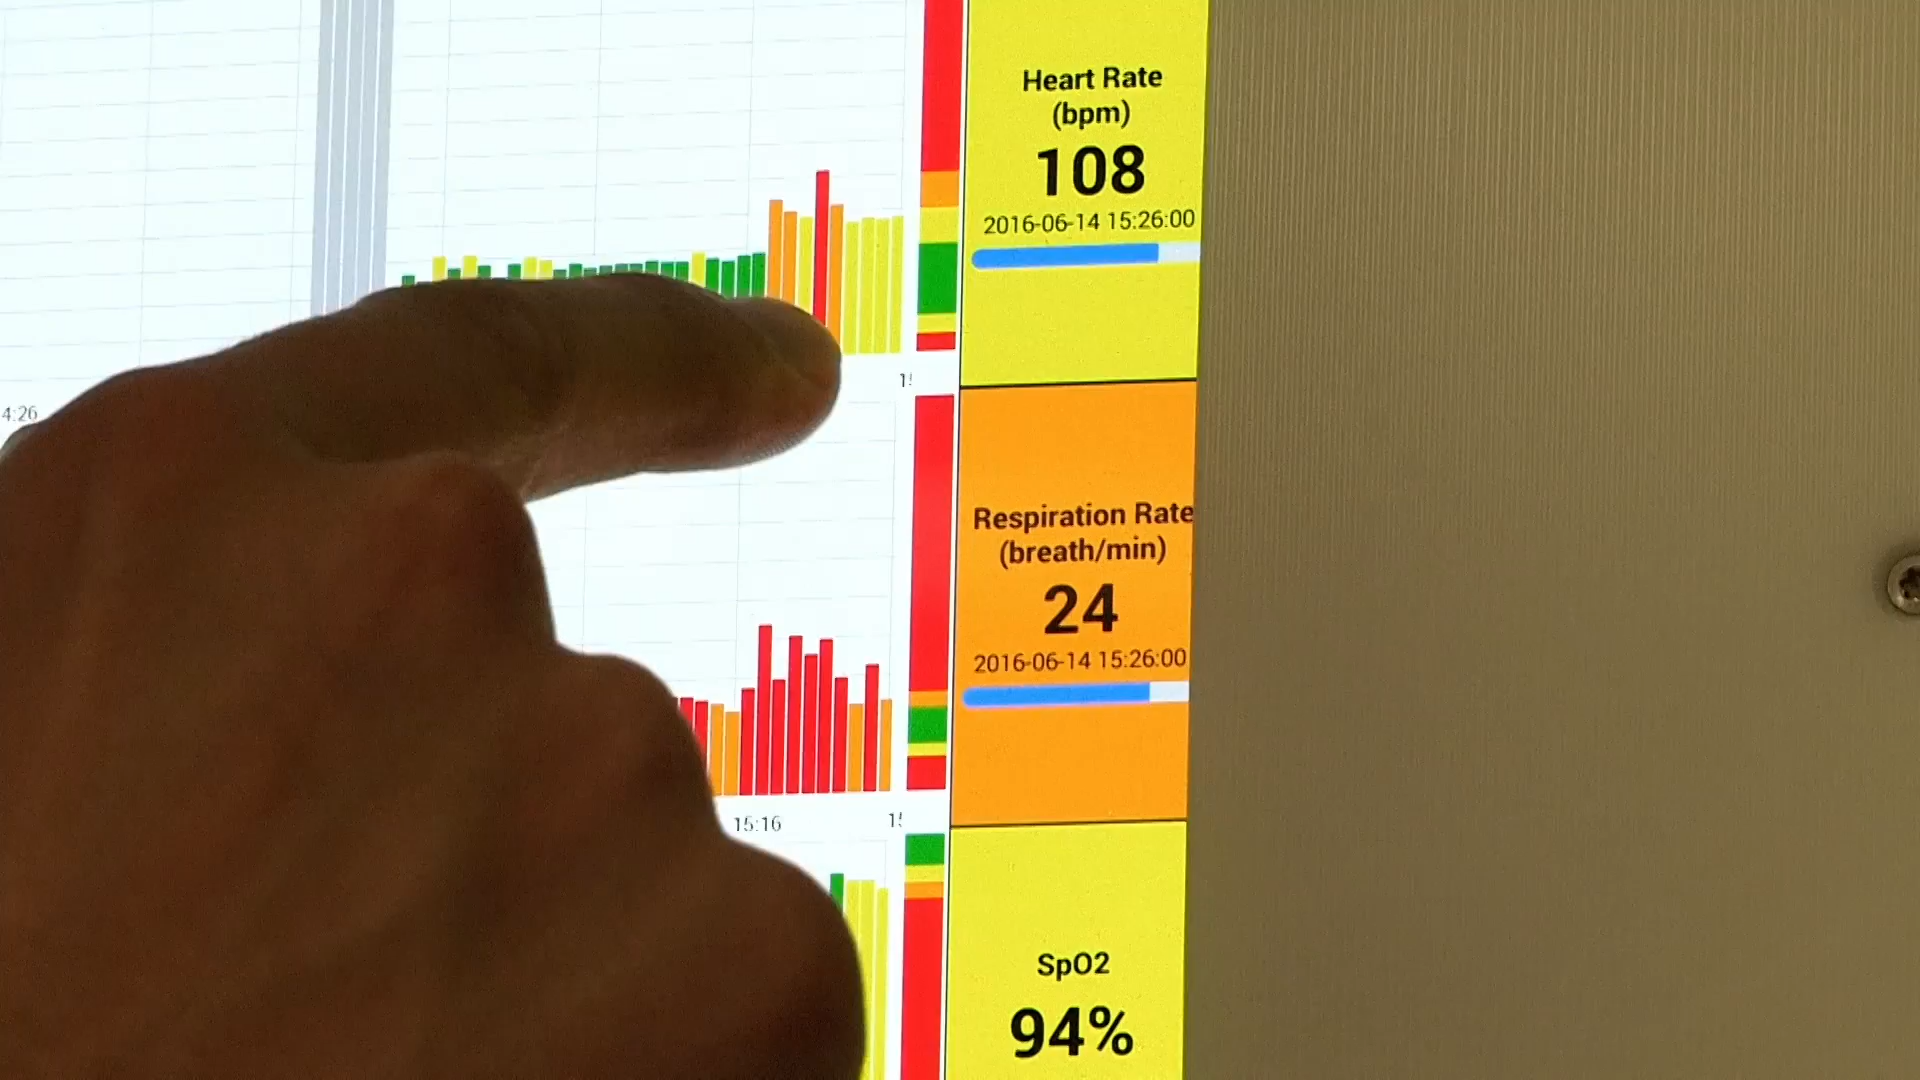 Heart Rate
(bpm)
108
2016-06-14 15:26:00
4:26
Respiration Rate
(breath/min)
24
2016-06-14 15:26:00
15:16
SpO2
94%